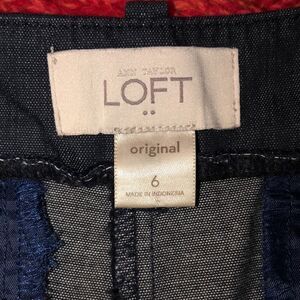 ANN TAYLOR
LOFT
original
6
MADE IN INDONESIA